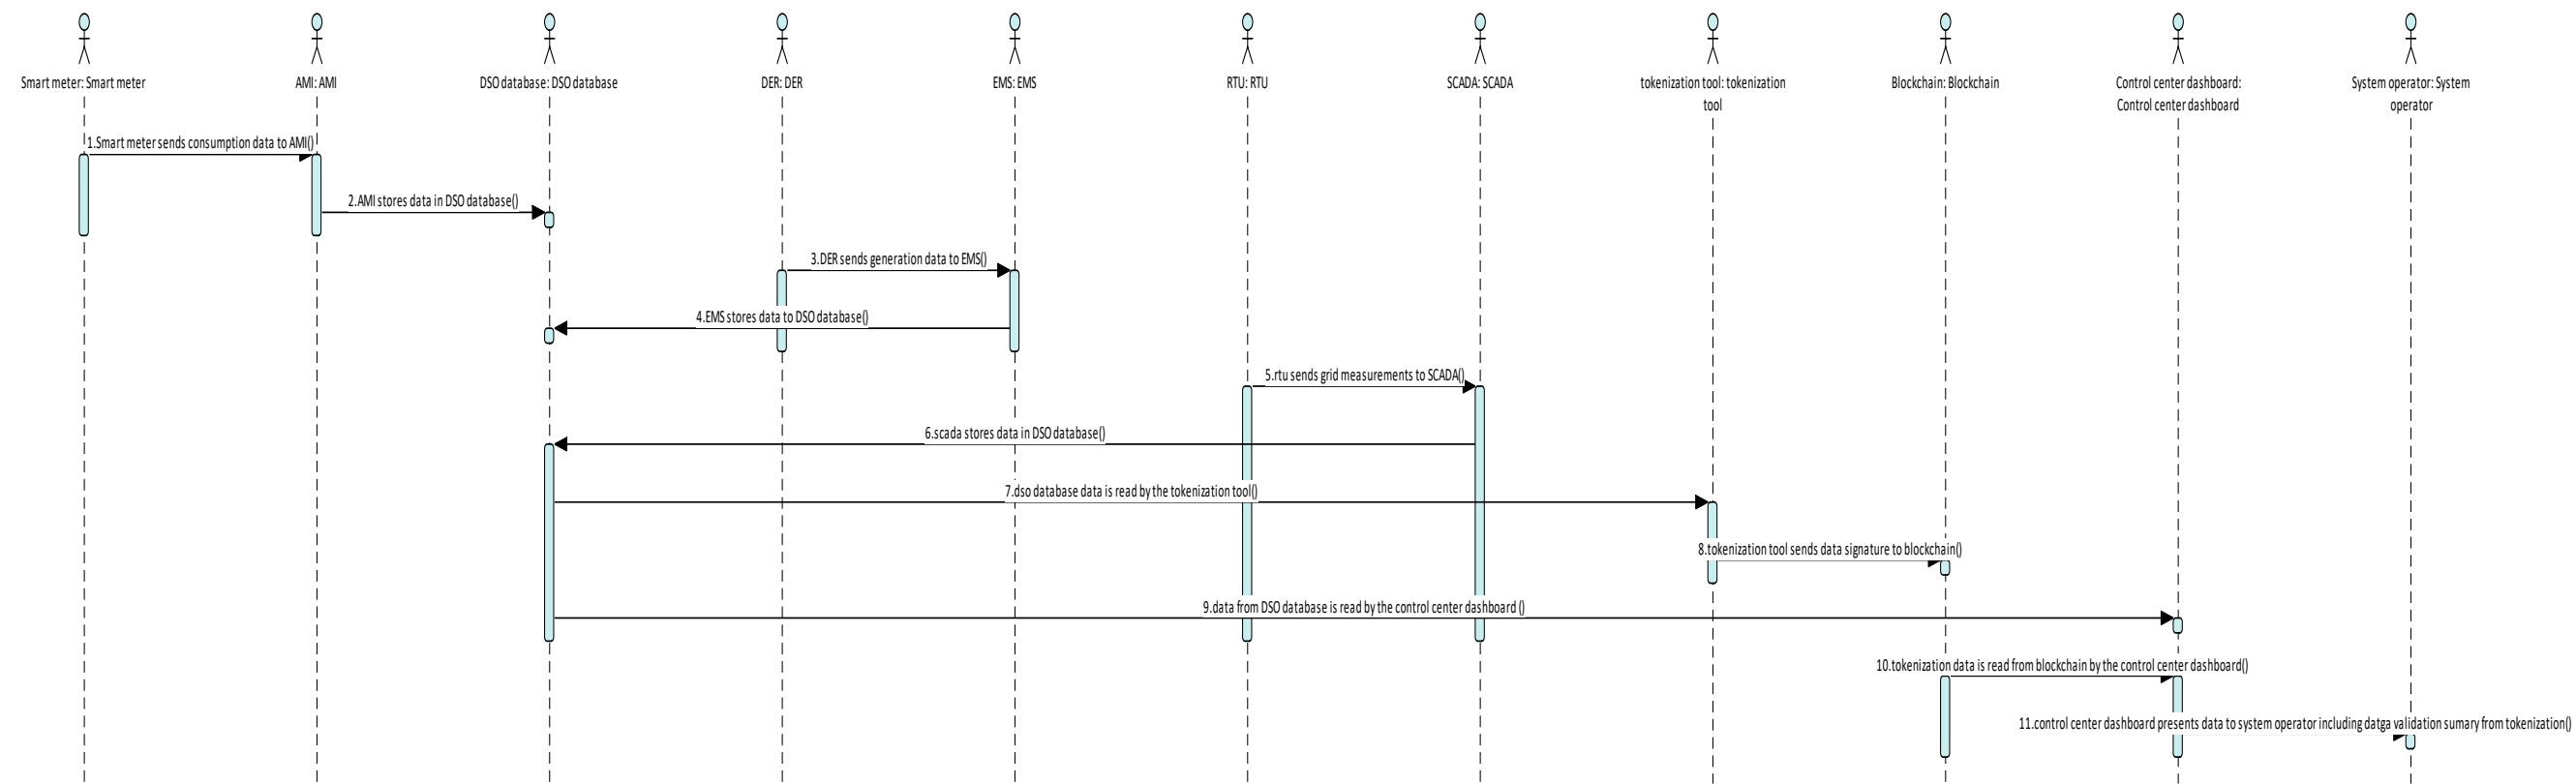 Smart meter: Smart meter
AMI: AMI
DSO database: DSO database
DER: DER
EMS: EMS
RTU: RTU
SCADA: SCADA
tokenization tool: tokenization
tool
Blockchain: Blockchain
Control center dashboard:
Control center dashboard
System operator: System
operator
1.Smart meter sends consumption data to AMI()
2.AMI stores data in DSO database()
3.DER sends generation data to EMS()
4.EMS stores data to DSO database()
5.rtu sends grid measurements to SCADA()
6.scada stores data in DSO database()
7.dso database data is read by the tokenization tool()
8.tokenization tool sends data signature to blockchain()
9.data from DSO database is read by the control center dashboard ()
10.tokenization data is read from blockchain by the control center dashboard()
11.control center dashboard presents data to system operator including datga validation sumary from tokenization()